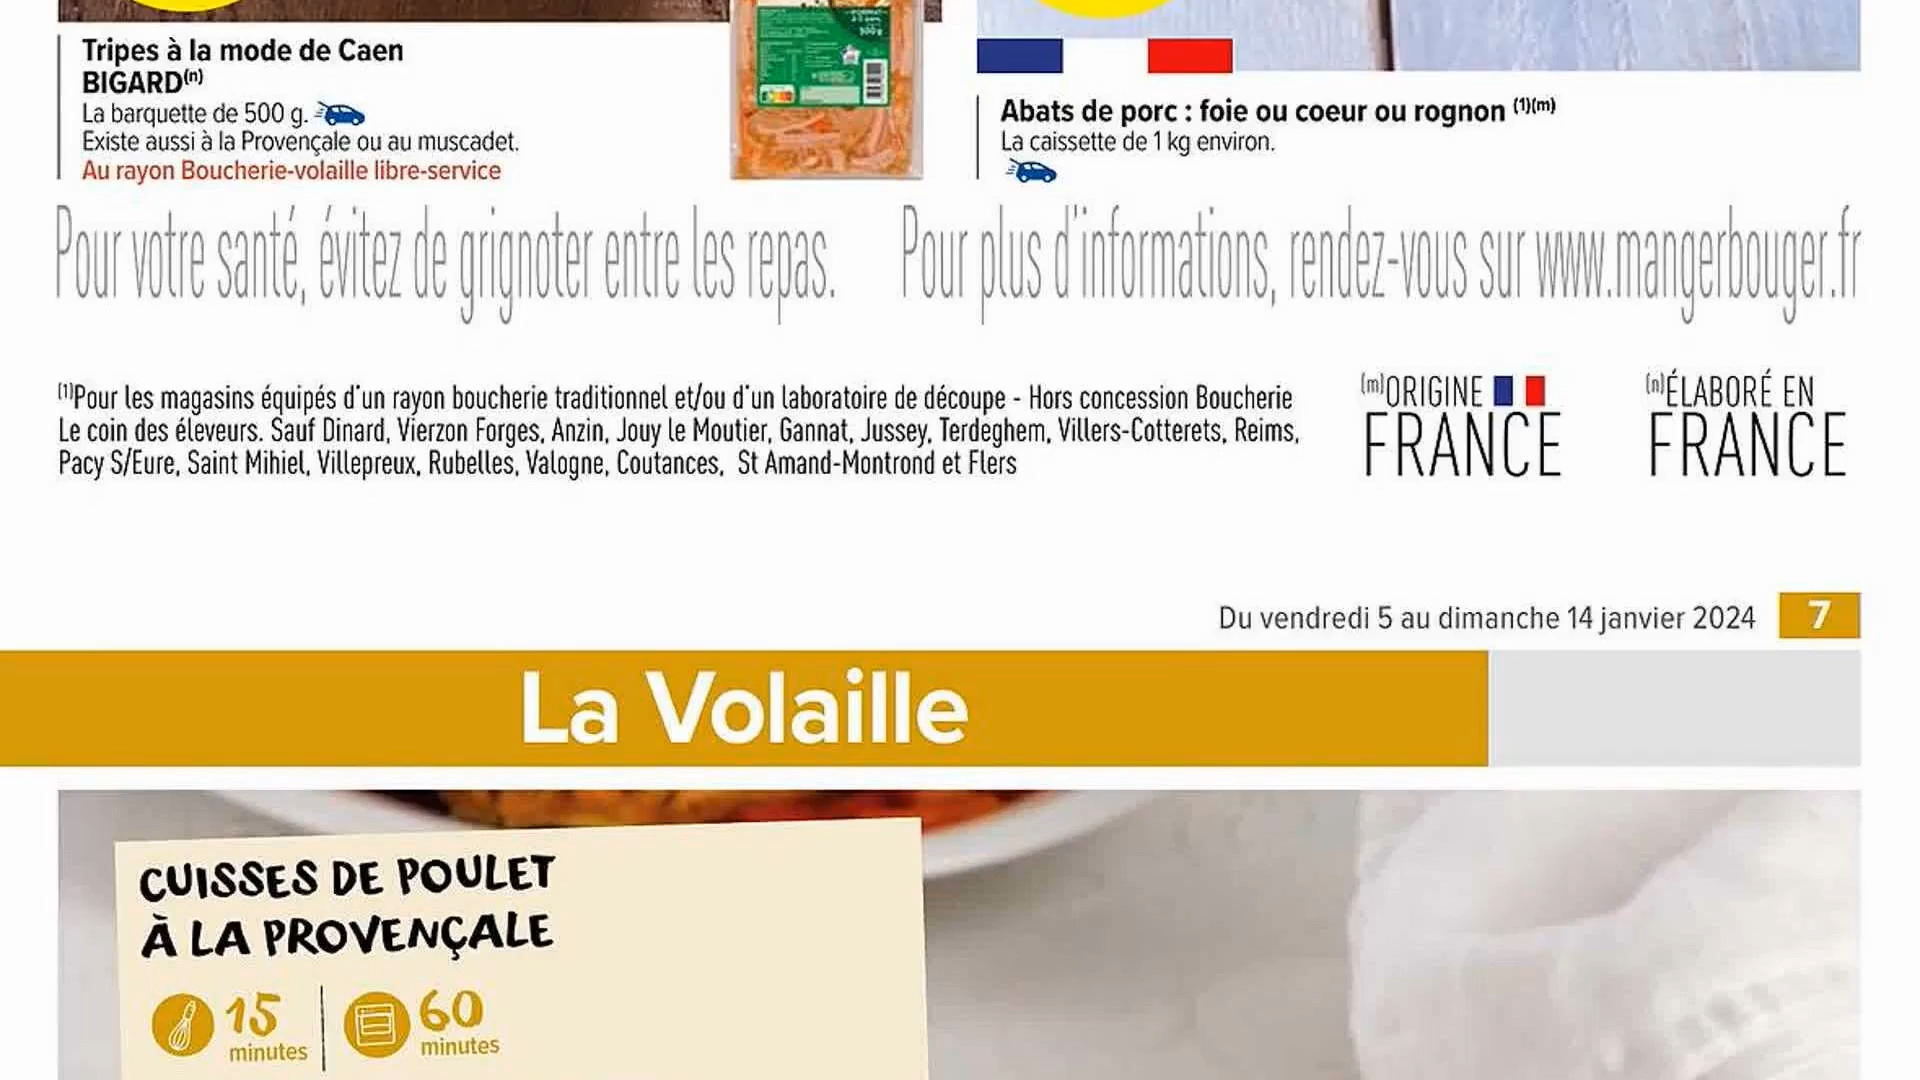 Tripes à la mode de Caen
BIGARD(n)
La barquette de 500 g.
Existe aussi à la Provençale ou au muscadet.
Au rayon Boucherie-volaille libre-service
Abats de porc : foie ou coeur ou rognon (1)(m)
La caissette de 1 kg environ.
Pour votre santé, évitez de grignoter entre les repas. Pour plus d'informations, rendez-vous sur www.mangerbouger.fr
(1)Pour les magasins équipés d'un rayon boucherie traditionnel et/ou d'un laboratoire de découpe - Hors concession Boucherie
Le coin des éleveurs. Sauf Dinard, Vierzon Forges, Anzin, Jouy le Moutier, Gannat, Jussey, Terdeghem, Villers-Cotterets, Reims,
Pacy S/Eure, Saint Mihiel, Villepreux, Rubelles, Valogne, Coutances, St Amand-Montrond et Flers
(m)ORIGINE
FRANCE
(n)ÉLABORÉ EN
FRANCE
Du vendredi 5 au dimanche 14 janvier 2024 7
La Volaille
CUISSES DE POULET
À LA PROVENÇALE
15 minutes
60 minutes